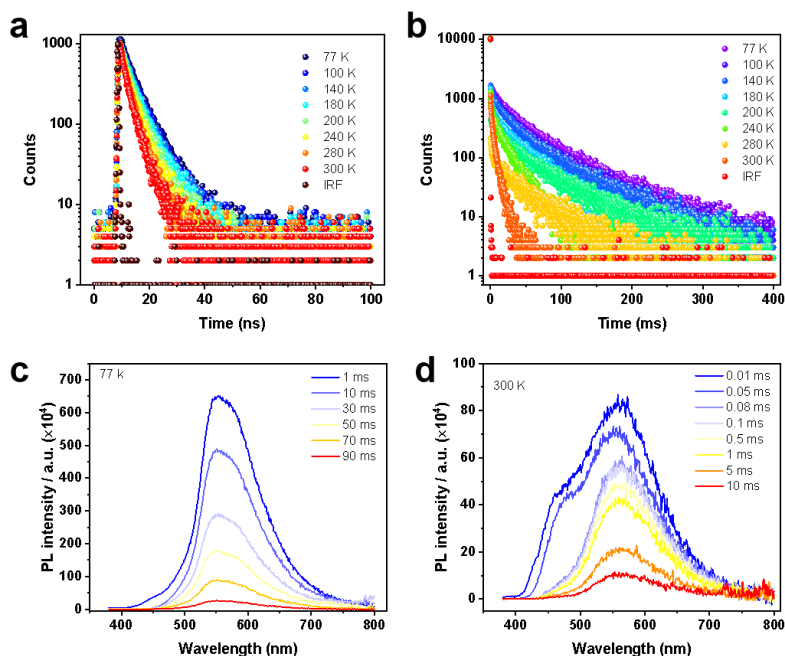 a
1000
100
10
1
0 20 40 60 80 100
Counts
Time (ns)
77 K
100 K
140 K
180 K
200 K
240 K
280 K
300 K
IRF
b
10000
1000
100
10
1
0 100 200 300 400
Counts
Time (ms)
77 K
100 K
140 K
180 K
200 K
240 K
280 K
300 K
IRF
c
77 k
700
600
500
400
300
200
100
0
400 500 600 700 800
PL intensity / a.u. (×10⁴)
Wavelength (nm)
1 ms
10 ms
30 ms
50 ms
70 ms
90 ms
d
300 K
100
80
60
40
20
0
400 500 600 700 800
PL intensity / a.u. (×10⁴)
Wavelength (nm)
0.01 ms
0.05 ms
0.08 ms
0.1 ms
0.5 ms
1 ms
5 ms
10 ms